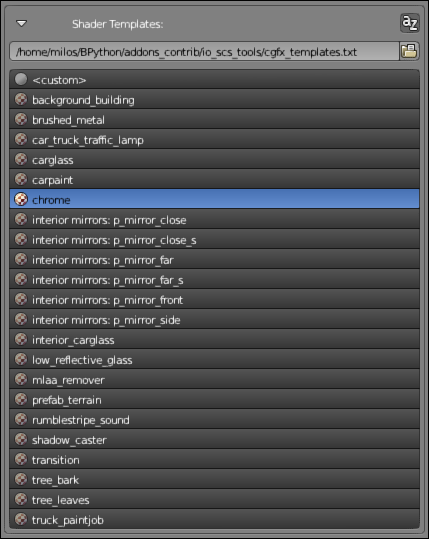 Shader Templates:
az
/home/milos/BPython/addons_contrib/io_scs_tools/cgfx_templates.txt
<custom>
background_building
brushed_metal
car_truck_traffic_lamp
carglass
carpaint
chrome
interior mirrors: p_mirror_close
interior mirrors: p_mirror_close_s
interior mirrors: p_mirror_far
interior mirrors: p_mirror_far_s
interior mirrors: p_mirror_front
interior mirrors: p_mirror_side
interior_carglass
low_reflective_glass
mlaa_remover
prefab_terrain
rumblestripe_sound
shadow_caster
transition
tree_bark
tree_leaves
truck_paintjob